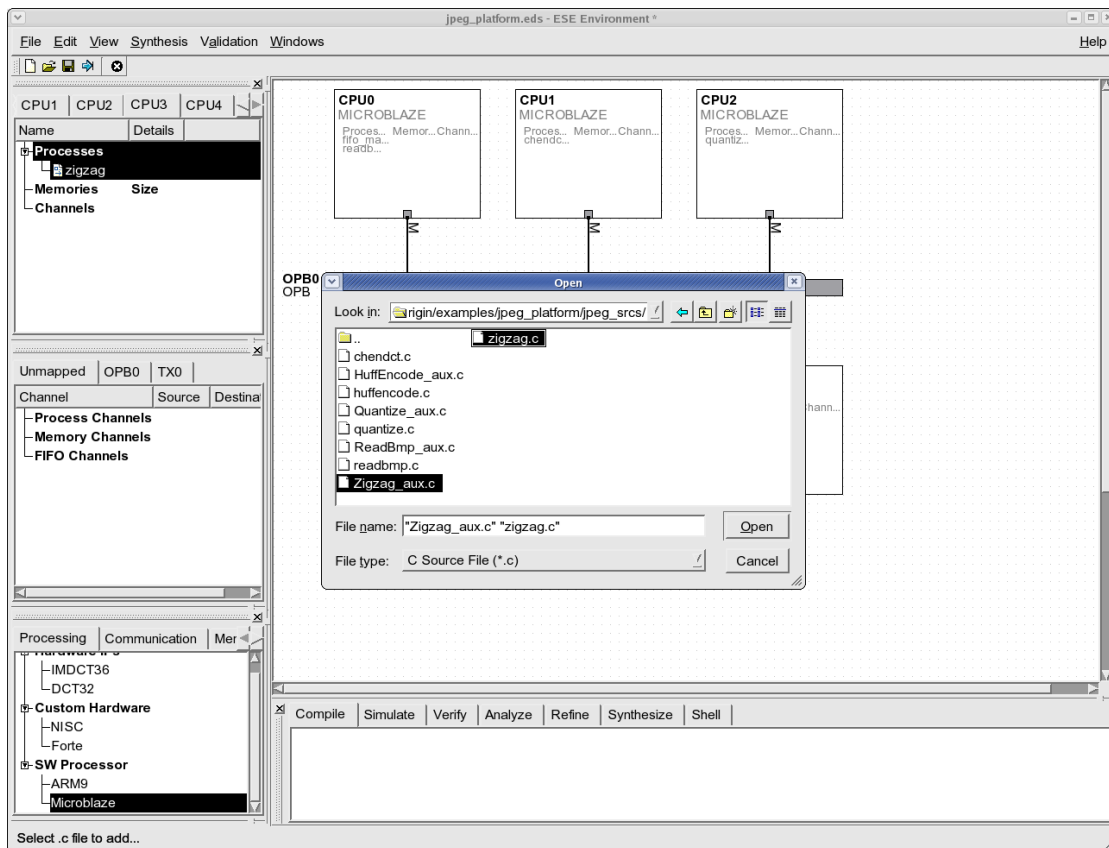 jpeg_platform.eds - ESE Environment *
File Edit View Synthesis Validation Windows Help
CPU1 CPU2 CPU3 CPU4
Name Details
Processes
zigzag
Memories Size
Channels
CPU0
MICROBLAZE
Proces... Memor... Chann...
fifo_ma...
readb...
CPU1
MICROBLAZE
Proces... Memor... Chann...
chendc...
CPU2
MICROBLAZE
Proces... Memor... Chann...
quantiz...
M M M
OPB0
OPB
Unmapped OPB0 TX0
Channel Source Destinat
Process Channels
Memory Channels
FIFO Channels
Open
Look in: rigin/examples/jpeg_platform/jpeg_srcs/
..
chendct.c
HuffEncode_aux.c
huffencode.c
Quantize_aux.c
quantize.c
ReadBmp_aux.c
readbmp.c
Zigzag_aux.c
zigzag.c
File name: "Zigzag_aux.c" "zigzag.c" Open
File type: C Source File (*.c) Cancel
hann...
Processing Communication Mer
Hardware IPs
IMDCT36
DCT32
Custom Hardware
NISC
Forte
SW Processor
ARM9
Microblaze
Compile Simulate Verify Analyze Refine Synthesize Shell
Select .c file to add...